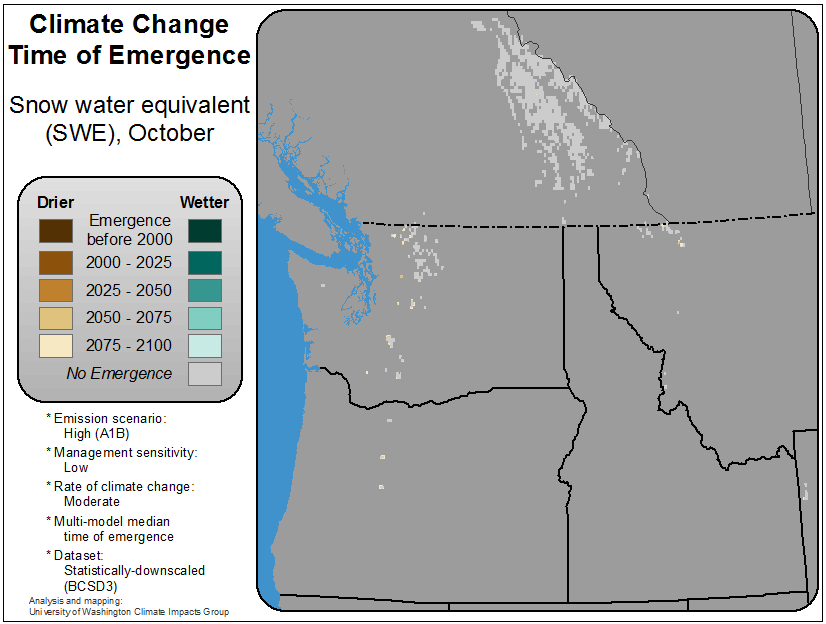 Climate Change
Time of Emergence
Snow water equivalent
(SWE), October
Drier
Wetter
Emergence
before 2000
2000 - 2025
2025 - 2050
2050 - 2075
2075 - 2100
No Emergence
* Emission scenario:
High (A1B)
* Management sensitivity:
Low
* Rate of climate change:
Moderate
* Multi-model median
time of emergence
* Dataset:
Statistically-downscaled
(BCSD3)
Analysis and mapping:
University of Washington Climate Impacts Group